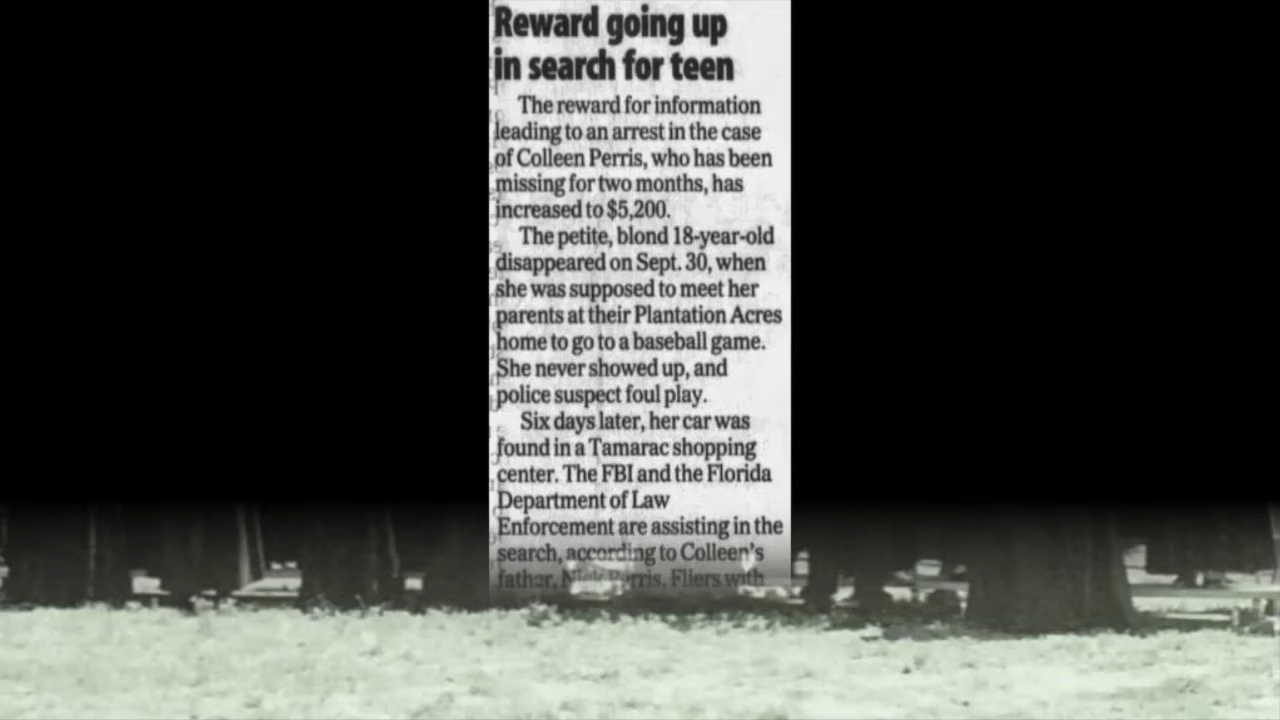 Reward going up
in search for teen
The reward for information
leading to an arrest in the case
of Colleen Perris, who has been
missing for two months, has
increased to $5,200.
The petite, blond 18-year-old
disappeared on Sept. 30, when
she was supposed to meet her
parents at their Plantation Acres
home to go to a baseball game.
She never showed up, and
police suspect foul play.
Six days later, her car was
found in a Tamarac shopping
center. The FBI and the Florida
Department of Law
Enforcement are assisting in the
search, according to Colleen's
father, Nick Perris. Fliers with